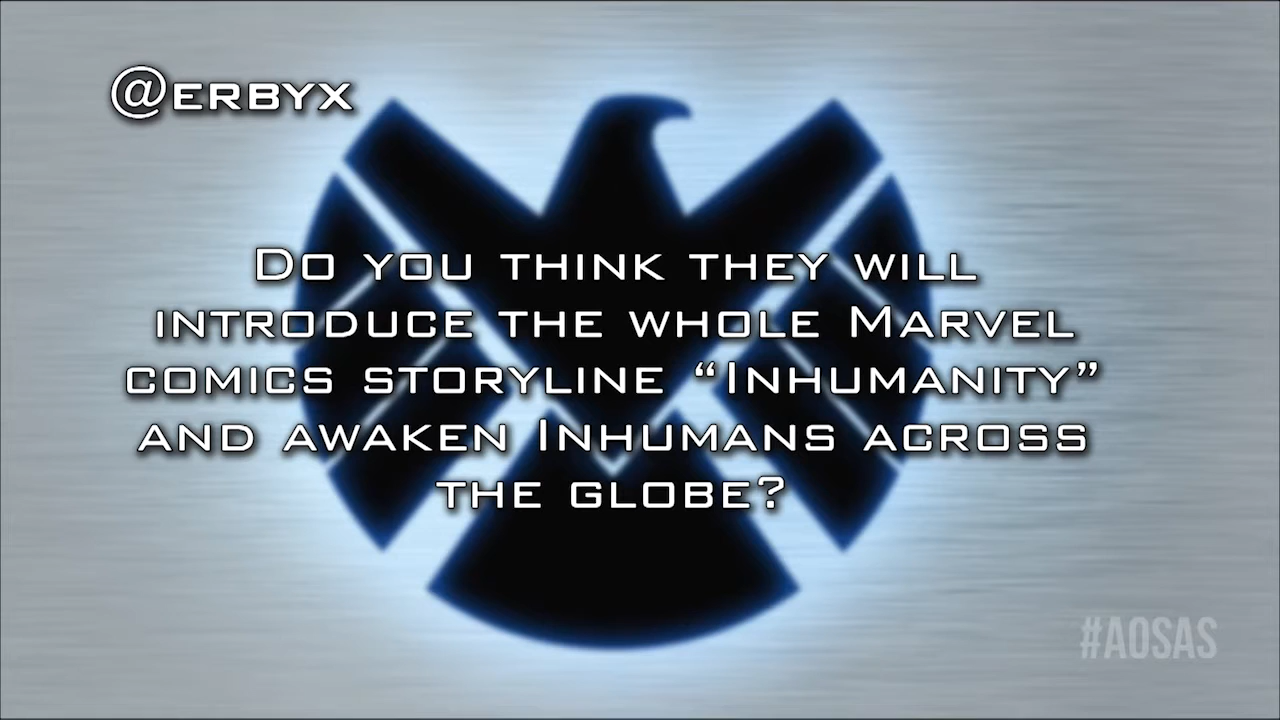 @erbyx
Do you think they will
introduce the whole Marvel
comics storyline “Inhumanity”
and awaken Inhumans across
the globe?
#AOSAS